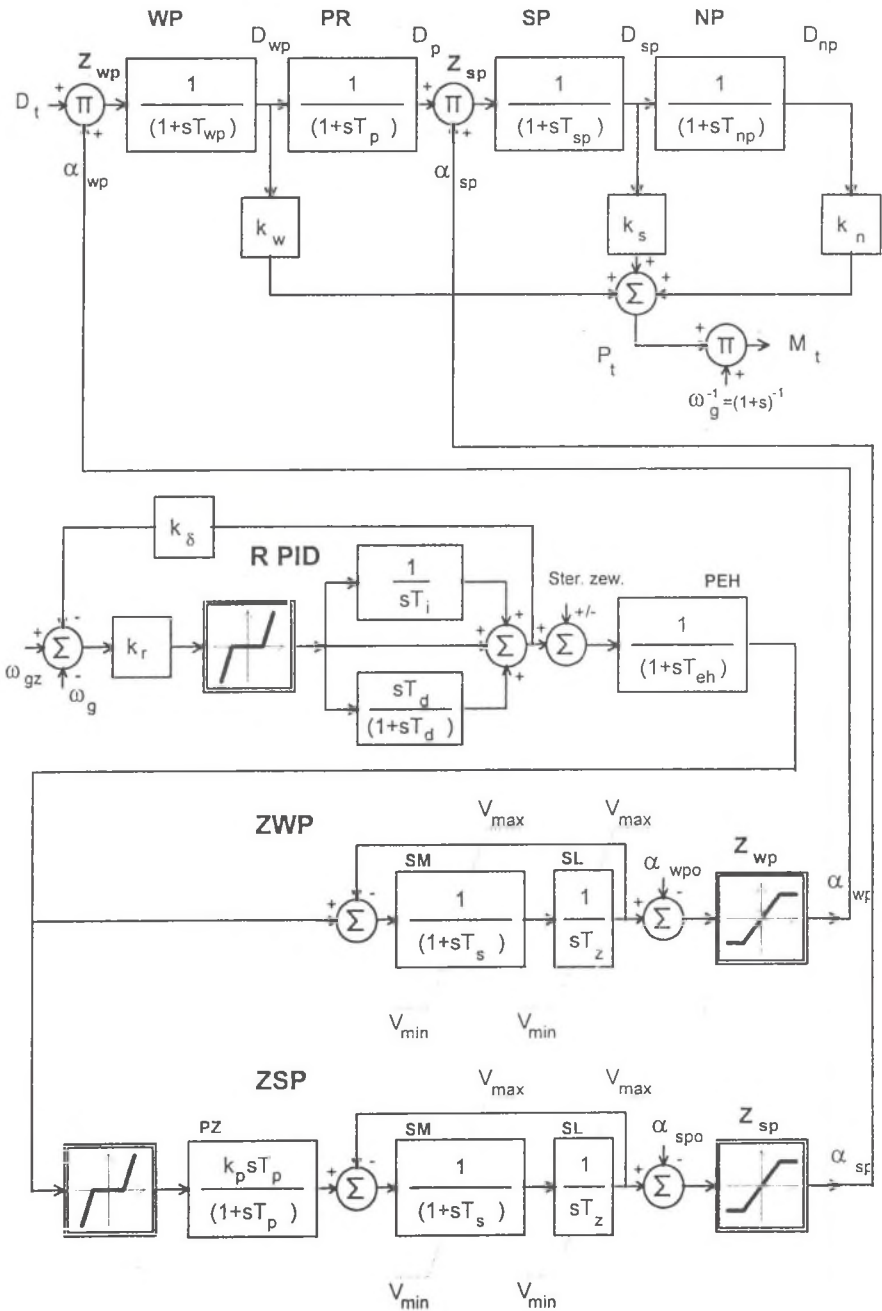 WP PR SP NP
D_wp D_p D_sp D_np
Z_wp Z_sp
D_t + Π + 1/(1+sT_wp) 1/(1+sT_p) + Π + 1/(1+sT_sp) 1/(1+sT_np)
α_wp α_sp
k_w k_s k_n
+ + + Σ
P_t + Π + M_t
ω_g^-1 =(1+s)^-1
k_δ
R PID
1/(sT_i)
Ster. zew. PEH
+/-
ω_gz + Σ - - ω_g k_r + + + Σ + Σ 1/(1+sT_eh)
sT_d/(1+sT_d)
ZWP V_max V_max
SM SL α_wpo Z_wp
+ Σ - 1/(1+sT_s) 1/(sT_z) + Σ - α_wp
V_min V_min
ZSP V_max V_max
PZ SM SL α_spo Z_sp
k_p sT_p/(1+sT_p) + Σ - 1/(1+sT_s) 1/(sT_z) + Σ - α_sp
V_min V_min